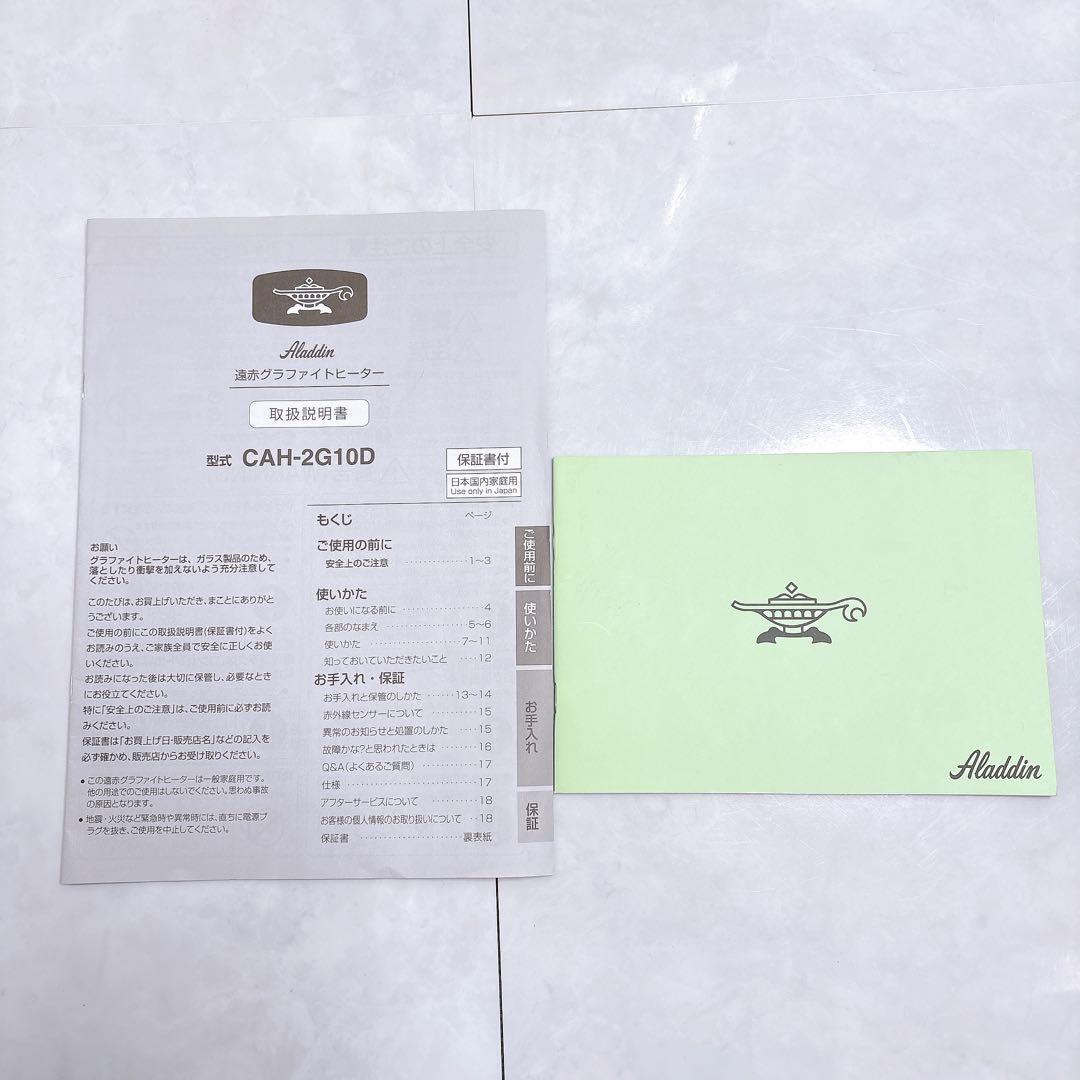 Aladdin
遠赤グラファイトヒーター
取扱説明書
型式 CAH-2G10D
保証書付
日本国内家庭用
Use only in Japan
お願い
グラファイトヒーターは、ガラス製品のため、
落としたり衝撃を加えないよう充分注意して
ください。
このたびは、お買上げいただき、まことにありがと
うございます。
ご使用の前にこの取扱説明書(保証書付)をよく
お読みのうえ、ご家族全員で安全に正しくお使
いください。
お読みになった後は大切に保管し、必要なとき
にお役立てください。
特に「安全上のご注意」は、ご使用前に必ずお読
みください。
保証書は「お買上げ日・販売店名」などの記入を
必ず確かめ、販売店からお受け取りください。
●この遠赤グラファイトヒーターは一般家庭用です。
他の用途でのご使用はしないでください。思わぬ事故
の原因となります。
●地震・火災など緊急時や異常時には、直ちに電源プ
ラグを抜き、ご使用を中止してください。
もくじ ページ
ご使用の前に
安全上のご注意 ・・・・・・・・・・・・・・1～3
使いかた
お使いになる前に ・・・・・・・・・・・・・・4
各部のなまえ ・・・・・・・・・・・・・・5～6
使いかた ・・・・・・・・・・・・・・7～11
知っておいていただきたいこと ・・・・12
お手入れ・保証
お手入れと保管のしかた ・・・・・・13～14
赤外線センサーについて ・・・・・・・・・・15
異常のお知らせと処置のしかた ・・・・15
故障かな?と思われたときは ・・・・・・・16
Q&A(よくあるご質問) ・・・・・・・・・・17
仕様 ・・・・・・・・・・・・・・・・・・・・17
アフターサービスについて ・・・・・・・・・・18
お客様の個人情報のお取り扱いについて ・・18
保証書 ・・・・・・・・・・・・・・・・・・裏表紙
ご使用前に
使いかた
お手入れ
保証
Aladdin